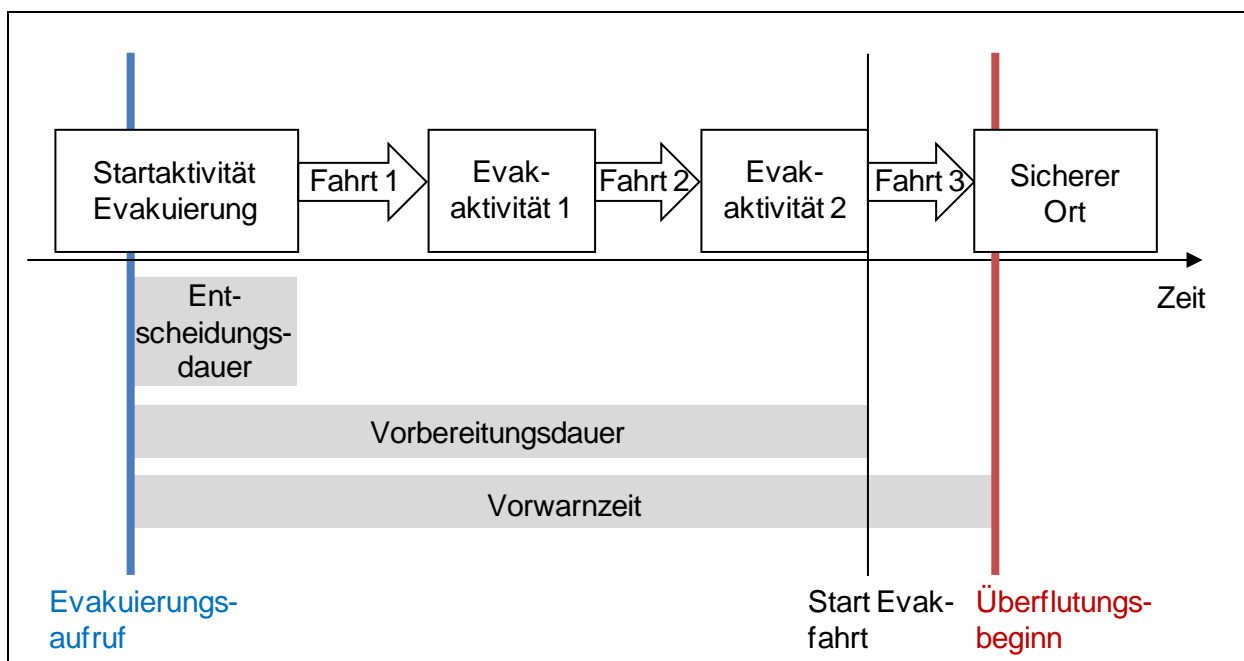 Startaktivität
Evakuierung
Fahrt 1
Evak-
aktivität 1
Fahrt 2
Evak-
aktivität 2
Fahrt 3
Sicherer
Ort
Zeit
Ent-
scheidungs-
dauer
Vorbereitungsdauer
Vorwarnzeit
Evakuierungs-
aufruf
Start Evak-
fahrt
Überflutungs-
beginn